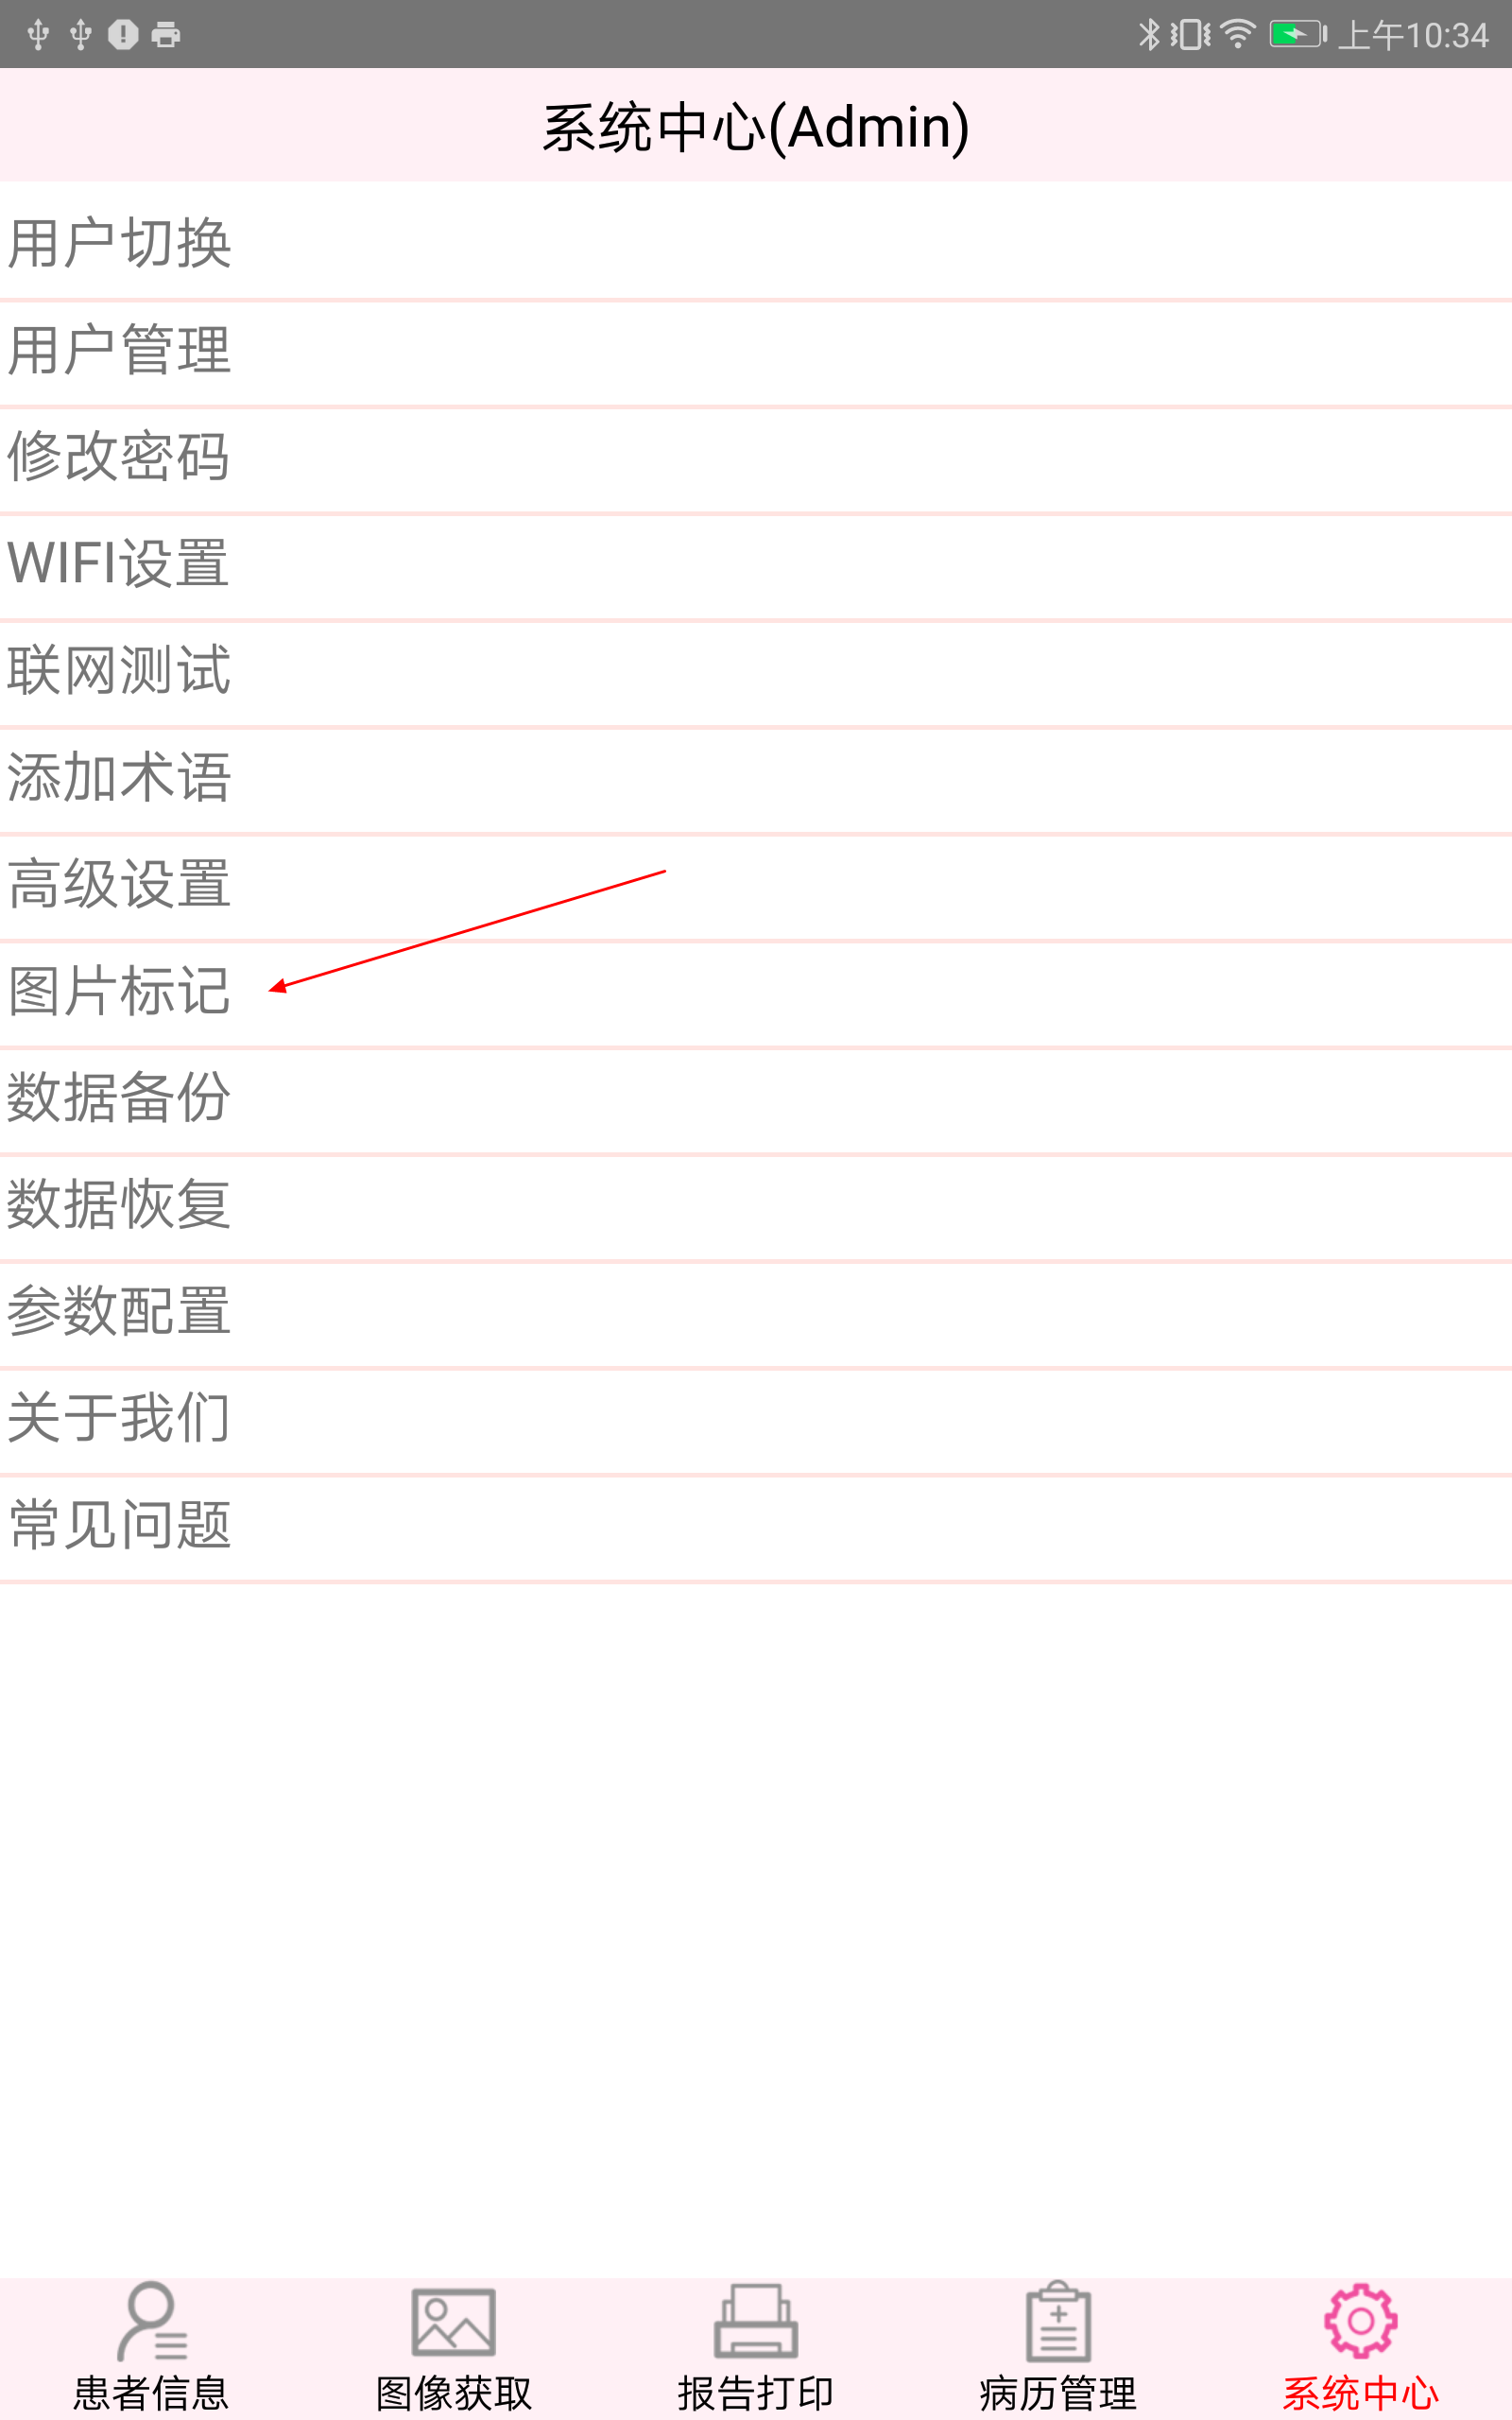 上午10:34
系统中心(Admin)
用户切换
用户管理
修改密码
WIFI设置
联网测试
添加术语
高级设置
图片标记
数据备份
数据恢复
参数配置
关于我们
常见问题
患者信息 图像获取 报告打印 病历管理 系统中心